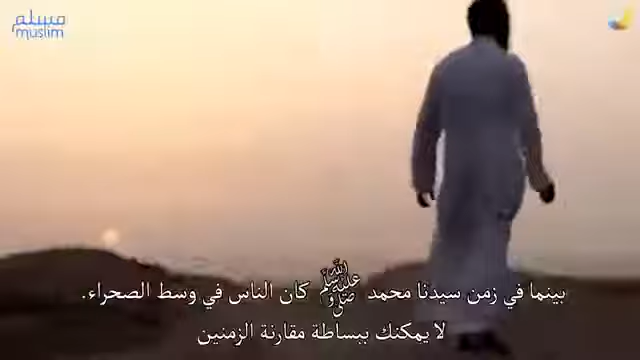 مسلم
muslim
بينما في زمن سيدنا محمد ﷺ كان الناس في وسط الصحراء.
لا يمكنك ببساطة مقارنة الزمنين